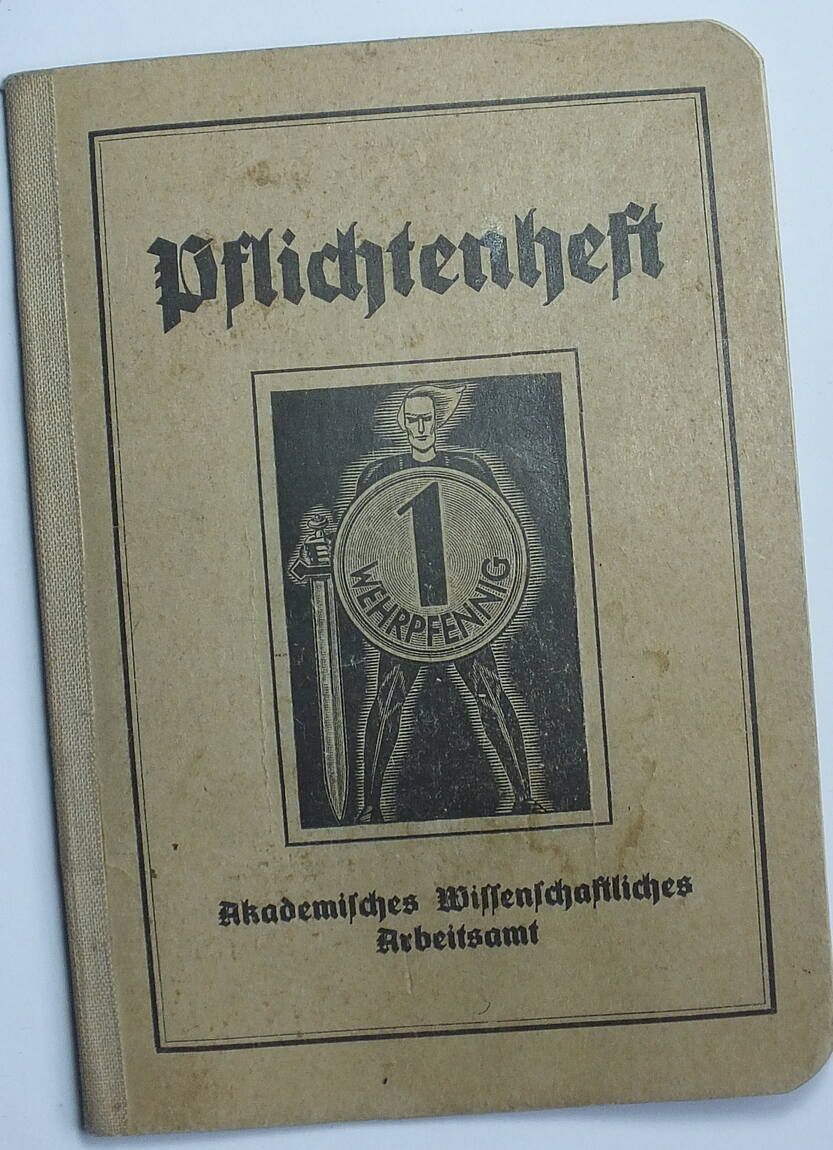 Pflichtenheft
1
WEHRPFENNIG
Akademisches Wissenschaftliches
Arbeitsamt